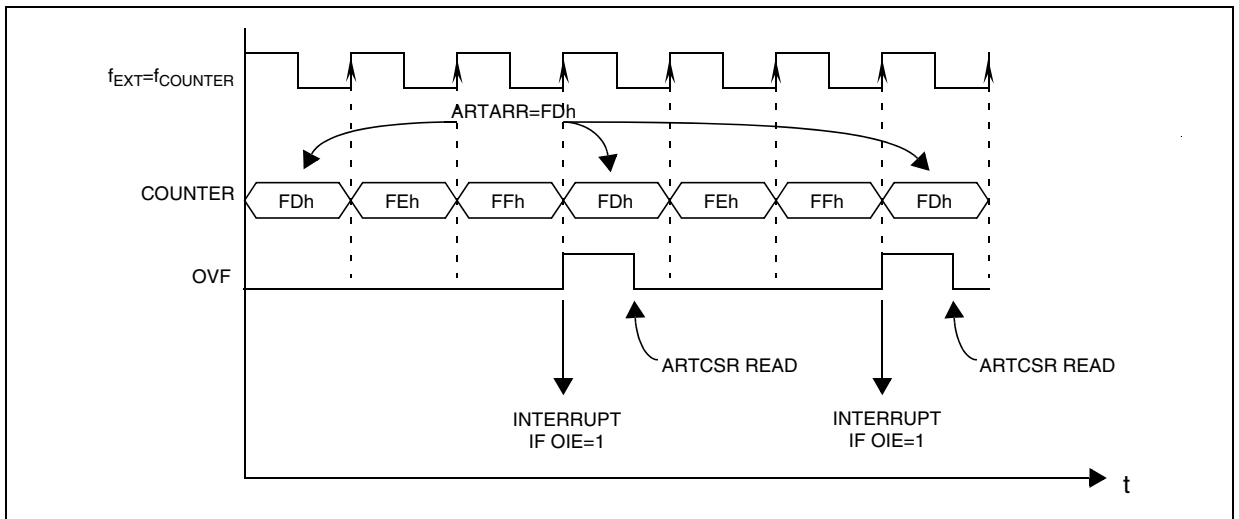 fEXT=fCOUNTER
ARTARR=FDh
COUNTER
FDh FEh FFh FDh FEh FFh FDh
OVF
ARTCSR READ ARTCSR READ
INTERRUPT INTERRUPT
IF OIE=1 IF OIE=1
t